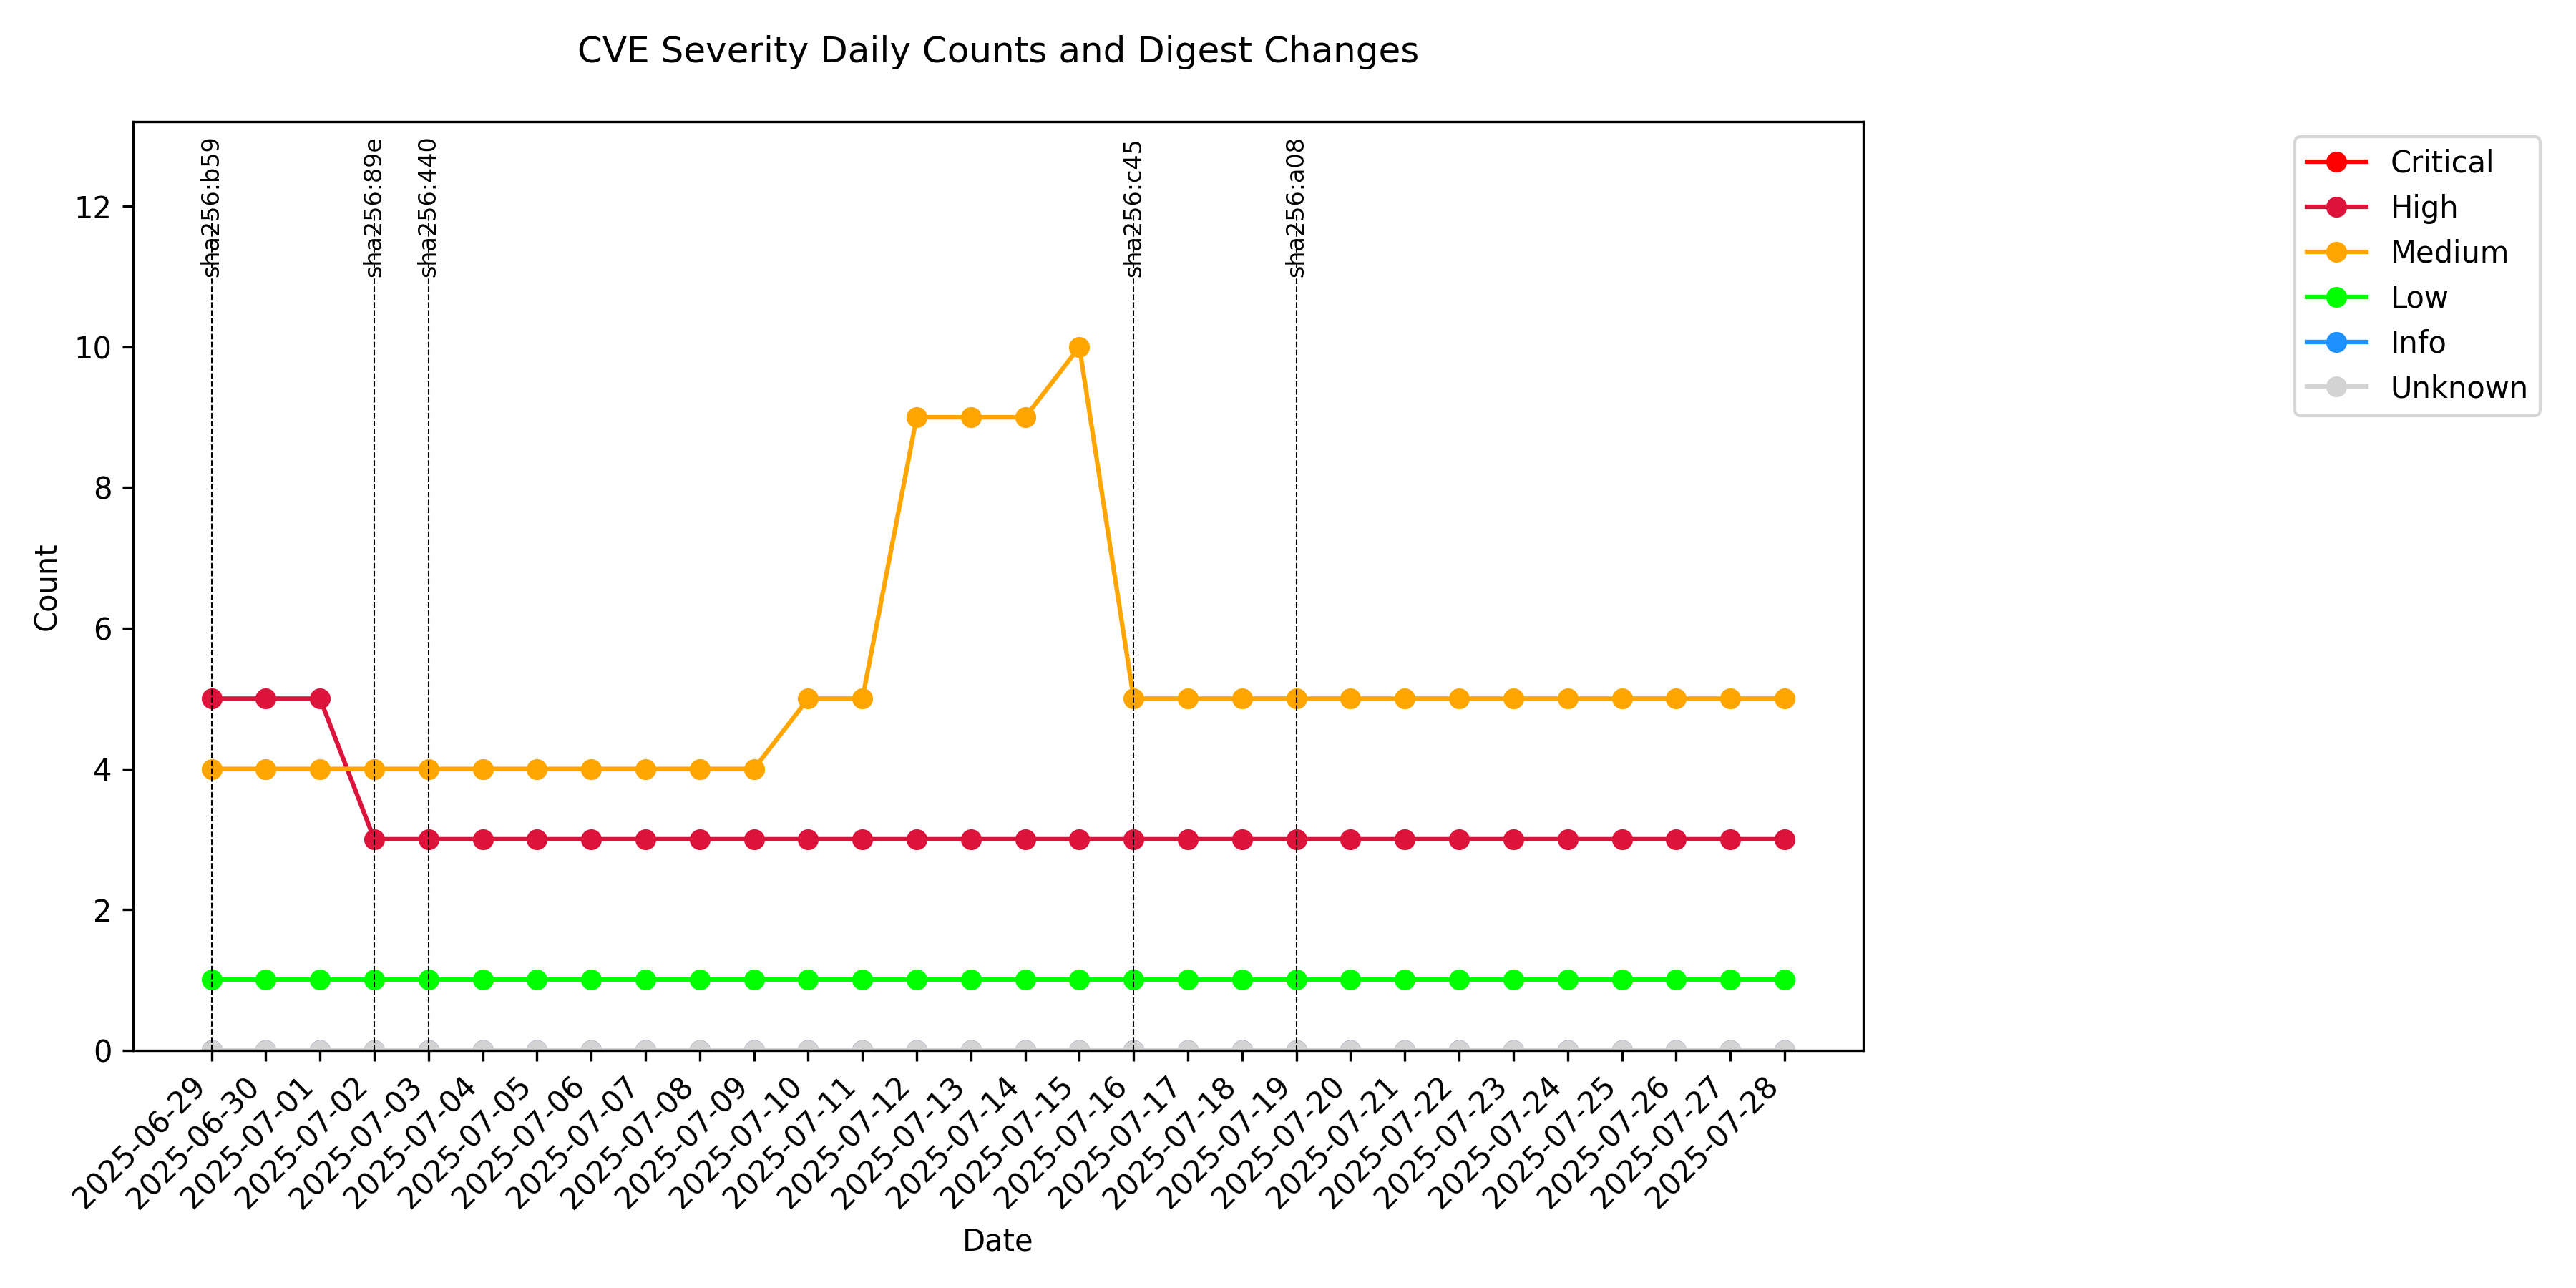 CVE Severity Daily Counts and Digest Changes
sha256:b59
sha256:89e
sha256:440
sha256:c45
sha256:a08
Critical
High
Medium
Low
Info
Unknown
Count
12
10
8
6
4
2
0
2025-06-29
2025-06-30
2025-07-01
2025-07-02
2025-07-03
2025-07-04
2025-07-05
2025-07-06
2025-07-07
2025-07-08
2025-07-09
2025-07-10
2025-07-11
2025-07-12
2025-07-13
2025-07-14
2025-07-15
2025-07-16
2025-07-17
2025-07-18
2025-07-19
2025-07-20
2025-07-21
2025-07-22
2025-07-23
2025-07-24
2025-07-25
2025-07-26
2025-07-27
2025-07-28
Date